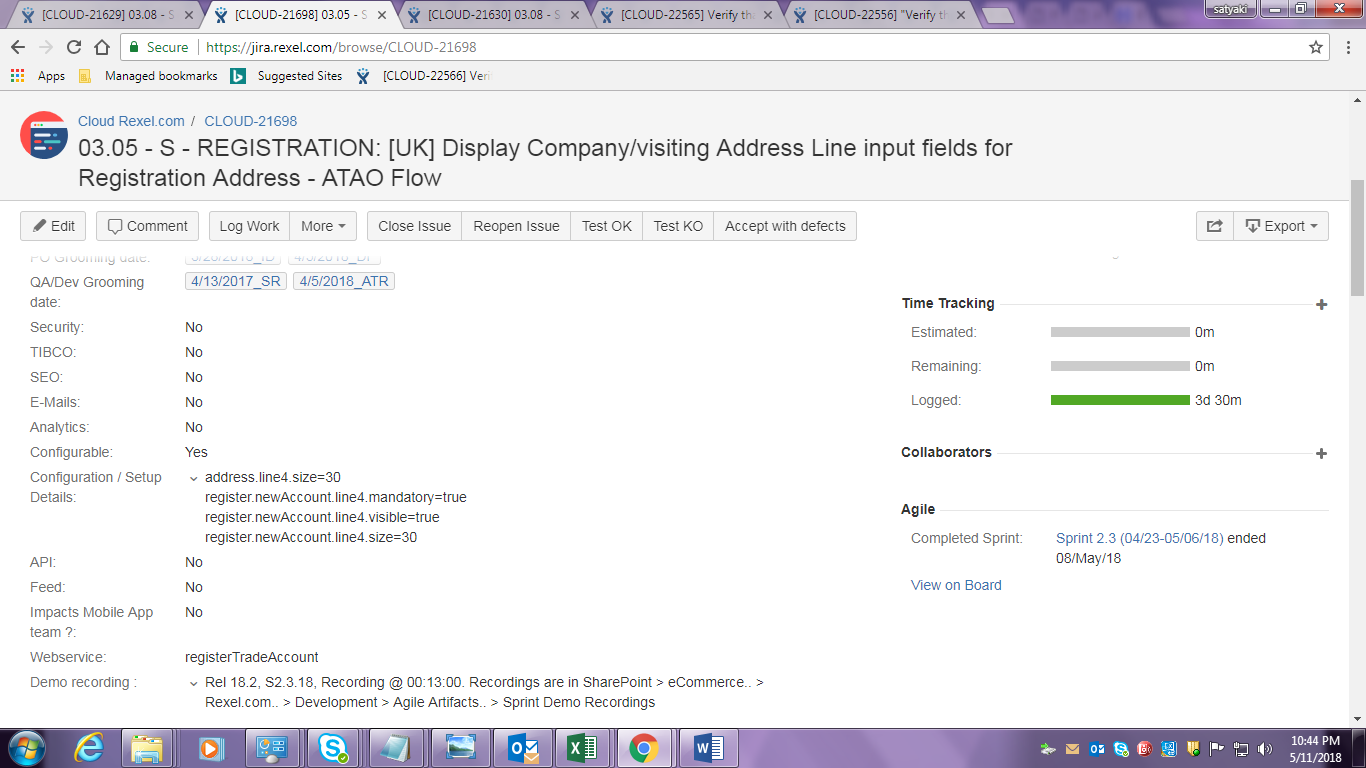 [CLOUD-21629] 03.08 - S
[CLOUD-21698] 03.05 - S
[CLOUD-21630] 03.08 - S
[CLOUD-22565] Verify tha
[CLOUD-22556] "Verify th
satyaki
Secure
https://jira.rexel.com/browse/CLOUD-21698
Apps
Managed bookmarks
Suggested Sites
[CLOUD-22566] Veri
Cloud Rexel.com / CLOUD-21698
03.05 - S - REGISTRATION: [UK] Display Company/visiting Address Line input fields for
Registration Address - ATAO Flow
Edit
Comment
Log Work
More
Close Issue
Reopen Issue
Test OK
Test KO
Accept with defects
Export
PO Grooming date:
QA/Dev Grooming
date:
4/13/2017_SR 4/5/2018_ATR
Security: No
TIBCO: No
SEO: No
E-Mails: No
Analytics: No
Configurable: Yes
Configuration / Setup
Details:
address.line4.size=30
register.newAccount.line4.mandatory=true
register.newAccount.line4.visible=true
register.newAccount.line4.size=30
API: No
Feed: No
Impacts Mobile App
team ?:
No
Webservice: registerTradeAccount
Demo recording :
Rel 18.2, S2.3.18, Recording @ 00:13:00. Recordings are in SharePoint > eCommerce.. >
Rexel.com.. > Development > Agile Artifacts.. > Sprint Demo Recordings
Time Tracking
Estimated: 0m
Remaining: 0m
Logged: 3d 30m
Collaborators
Agile
Completed Sprint: Sprint 2.3 (04/23-05/06/18) ended
08/May/18
View on Board
10:44 PM
5/11/2018